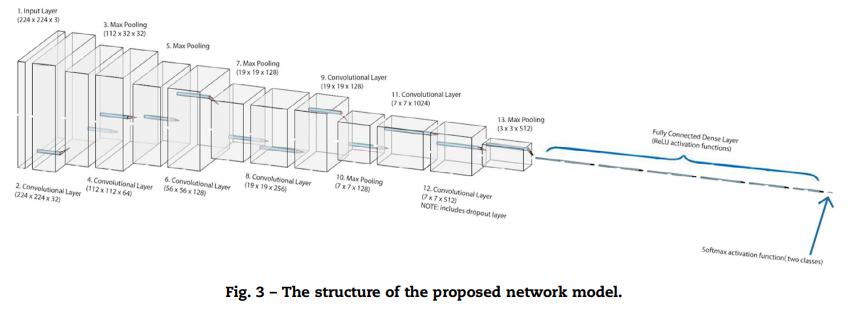 1. Input Layer
(224 x 224 x 3)
3. Max Pooling
(112 x 32 x 32)
5. Max Pooling
7. Max Pooling
(19 x 19 x 128)
9. Convolutional Layer
(19 x 19 x 128)
11. Convolutional Layer
(7 x 7 x 1024)
13. Max Pooling
(3 x 3 x 512)
Fully Connected Dense Layer
(ReLU activation functions)
2. Convolutional Layer
(224 x 224 x 32)
4. Convolutional Layer
(112 x 112 x 64)
6. Convolutional Layer
(56 x 56 x 128)
8. Convolutional Layer
(19 x 19 x 256)
10. Max Pooling
(7 x 7 x 128)
12. Convolutional Layer
(7 x 7 x 512)
NOTE: includes dropout layer
Softmax activation function( two classes)
Fig. 3 – The structure of the proposed network model.